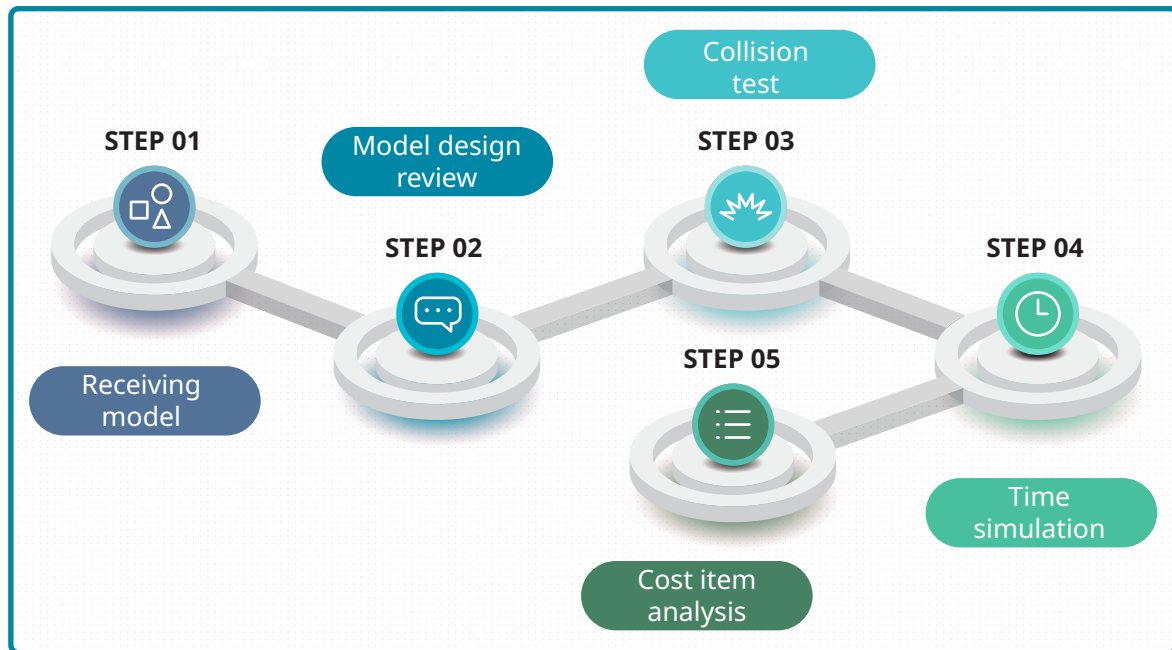 STEP 01
Receiving
model
STEP 02
Model design
review
STEP 03
Collision
test
STEP 04
Time
simulation
STEP 05
Cost item
analysis